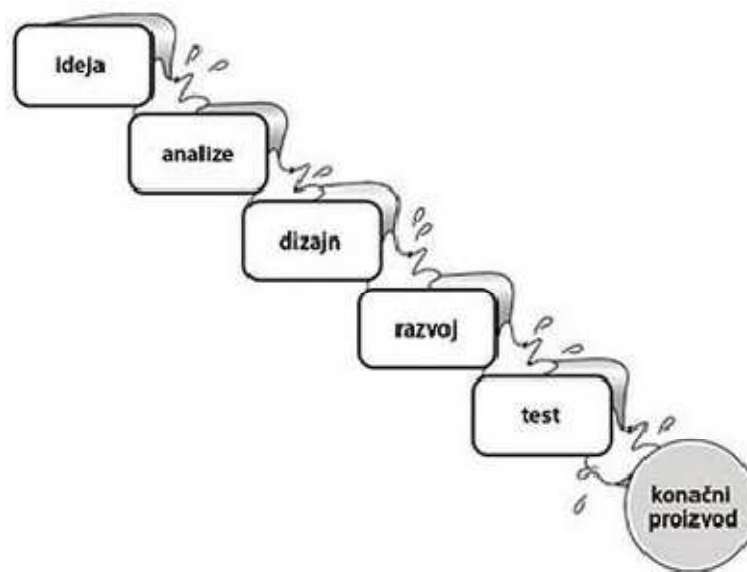 ideja
analize
dizajn
razvoj
test
konačni
proizvod